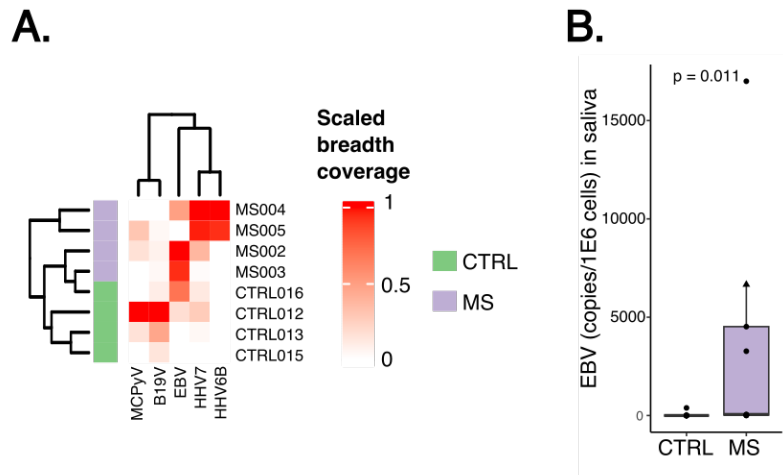 A.
Scaled
breadth
coverage
1
0.5
0
MS004
MS005
MS002
MS003
CTRL016
CTRL012
CTRL013
CTRL015
MCPyV
B19V
EBV
HHV7
HHV6B
CTRL
MS
B.
p = 0.011
EBV (copies/1E6 cells) in saliva
15000
10000
5000
0
CTRL
MS